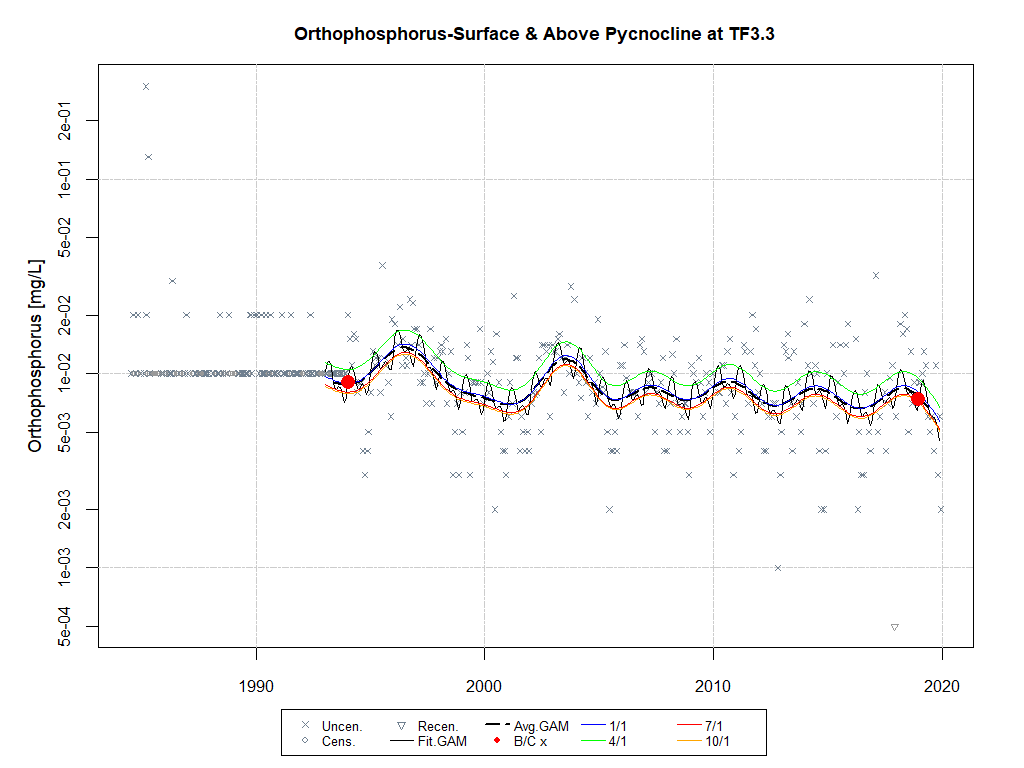 Orthophosphorus-Surface & Above Pycnocline at TF3.3
Orthophosphorus [mg/L]
2e-01
1e-01
5e-02
2e-02
1e-02
5e-03
2e-03
1e-03
5e-04
1990 2000 2010 2020
Uncen. Recen. Avg.GAM 1/1 7/1
Cens. Fit.GAM B/C x 4/1 10/1